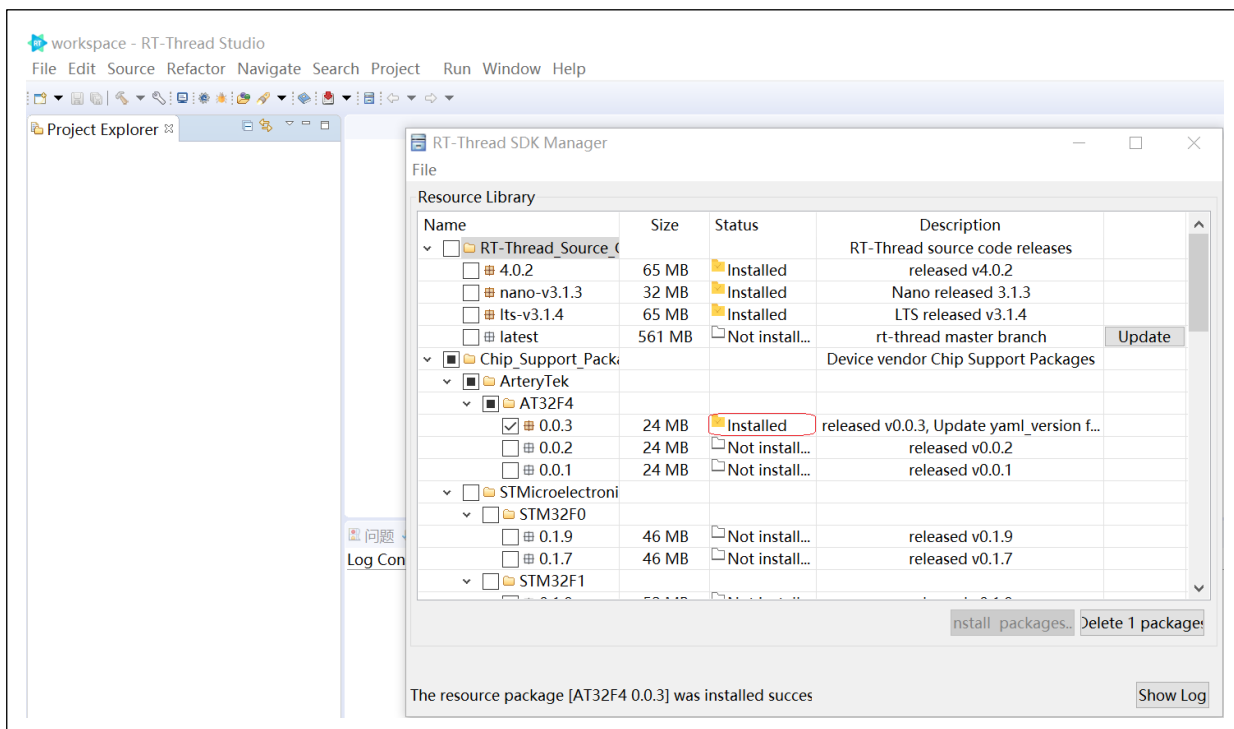 workspace - RT-Thread Studio
File Edit Source Refactor Navigate Search Project Run Window Help
Project Explorer
RT-Thread SDK Manager
File
Resource Library
Name Size Status Description
RT-Thread_Source_ RT-Thread source code releases
4.0.2 65 MB Installed released v4.0.2
nano-v3.1.3 32 MB Installed Nano released 3.1.3
lts-v3.1.4 65 MB Installed LTS released v3.1.4
latest 561 MB Not install... rt-thread master branch Update
Chip_Support_Packa Device vendor Chip Support Packages
ArteryTek
AT32F4
0.0.3 24 MB Installed released v0.0.3, Update yaml_version f...
0.0.2 24 MB Not install... released v0.0.2
0.0.1 24 MB Not install... released v0.0.1
STMicroelectroni
STM32F0
0.1.9 46 MB Not install... released v0.1.9
0.1.7 46 MB Not install... released v0.1.7
STM32F1
问题
Log Con
nstall packages.. Delete 1 packages
The resource package [AT32F4 0.0.3] was installed succes
Show Log